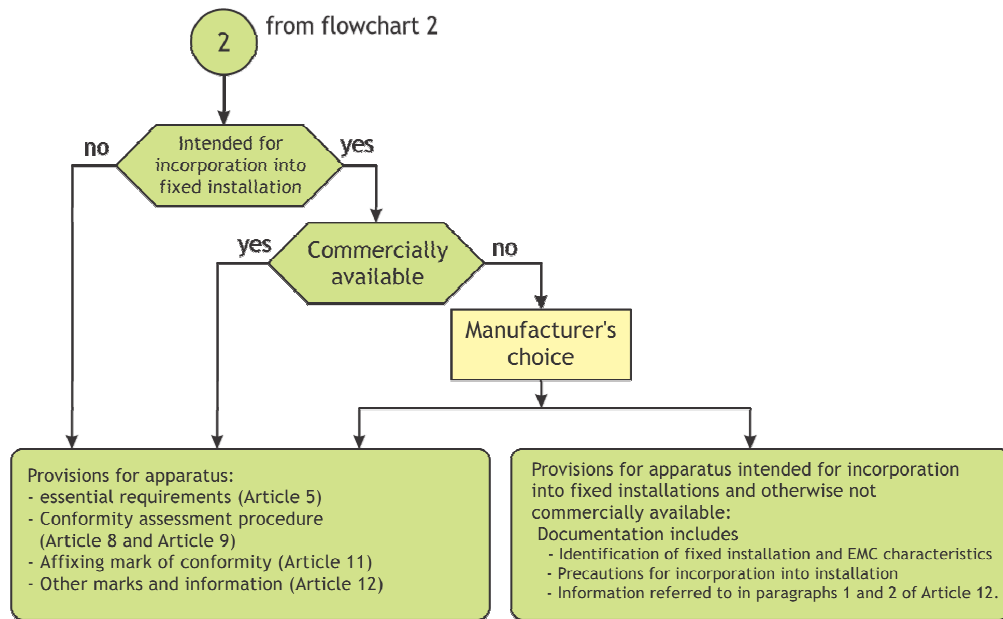 2
from flowchart 2
no
Intended for
incorporation into
fixed installation
yes
yes
Commercially
available
no
Manufacturer's
choice
Provisions for apparatus:
- essential requirements (Article 5)
- Conformity assessment procedure
(Article 8 and Article 9)
- Affixing mark of conformity (Article 11)
- Other marks and information (Article 12)
Provisions for apparatus intended for incorporation
into fixed installations and otherwise not
commercially available:
Documentation includes
- Identification of fixed installation and EMC characteristics
- Precautions for incorporation into installation
- Information referred to in paragraphs 1 and 2 of Article 12.